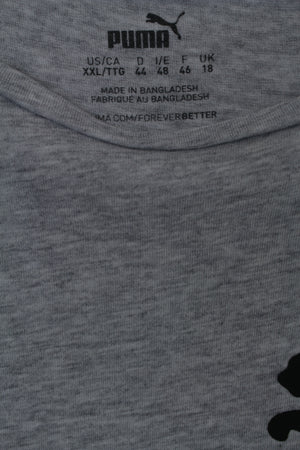 PUMA
US/CA D I/E F UK
XXL/TTG 44 48 46 18
MADE IN BANGLADESH
FABRIQUE AU BANGLADESH
MA.COM/FOREVERBETTER